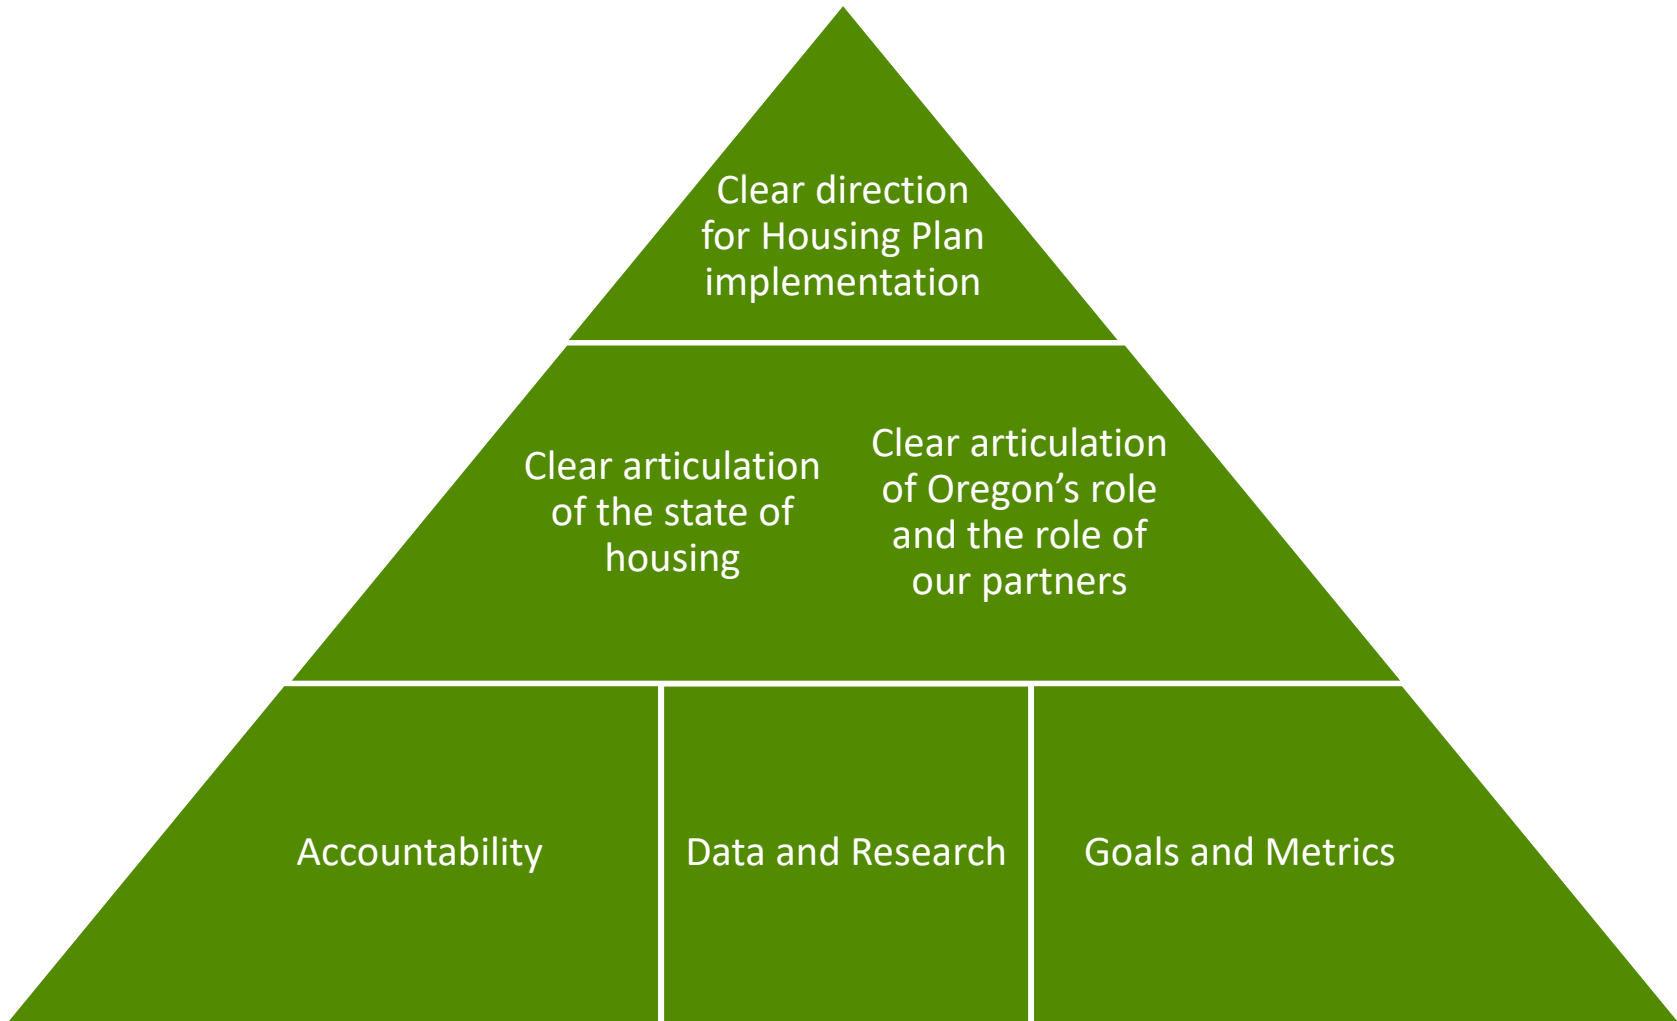 Clear direction
for Housing Plan
implementation
Clear articulation
of the state of
housing
Clear articulation
of Oregon’s role
and the role of
our partners
Accountability
Data and Research
Goals and Metrics